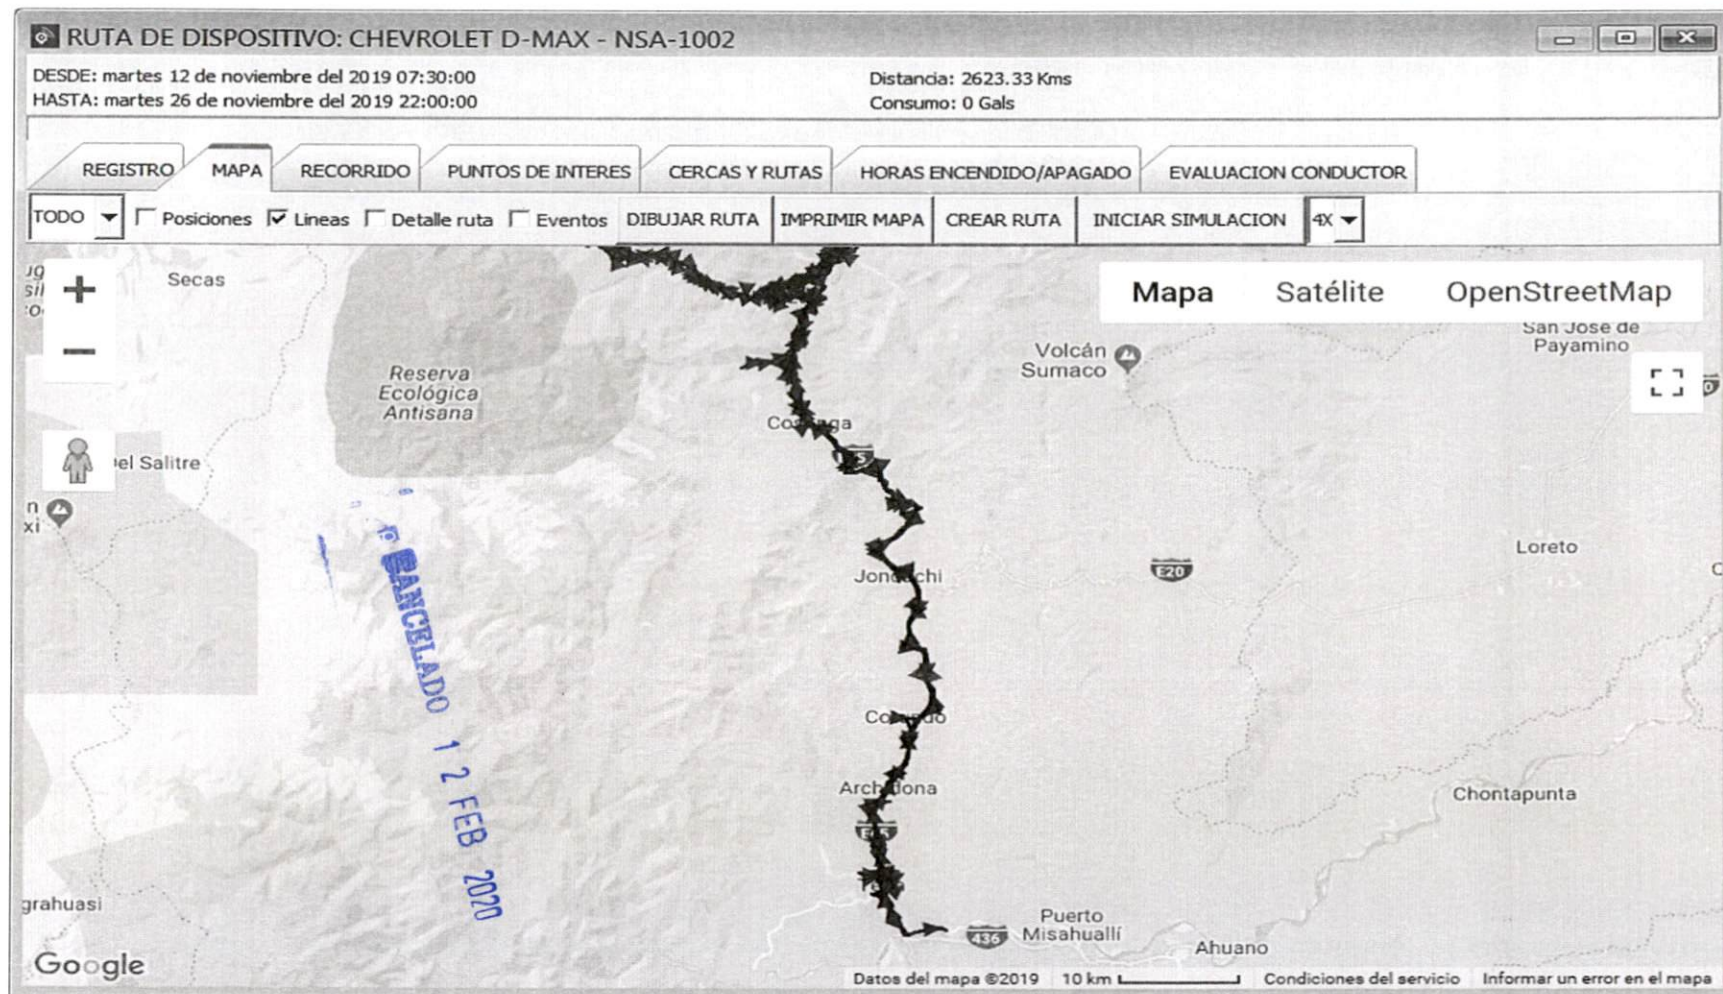 RUTA DE DISPOSITIVO: CHEVROLET D-MAX - NSA-1002
DESDE: martes 12 de noviembre del 2019 07:30:00
HASTA: martes 26 de noviembre del 2019 22:00:00
Distancia: 2623.33 Kms
Consumo: 0 Gals
REGISTRO MAPA RECORRIDO PUNTOS DE INTERES CERCAS Y RUTAS HORAS ENCENDIDO/APAGADO EVALUACION CONDUCTOR
TODO Posiciones Lineas Detalle ruta Eventos DIBUJAR RUTA IMPRIMIR MAPA CREAR RUTA INICIAR SIMULACION 4X
Secas
Mapa Satélite OpenStreetMap
San José de
Payamino
Volcán
Sumaco
Reserva
Ecológica
Antisana
el Salitre
Loreto
E20
CANCELADO 12 FEB 2020
Archidona
Chontapunta
E45
grahuasi
Puerto
Misahuallí
436
Ahuano
Google
Datos del mapa ©2019 10 km Condiciones del servicio Informar un error en el mapa